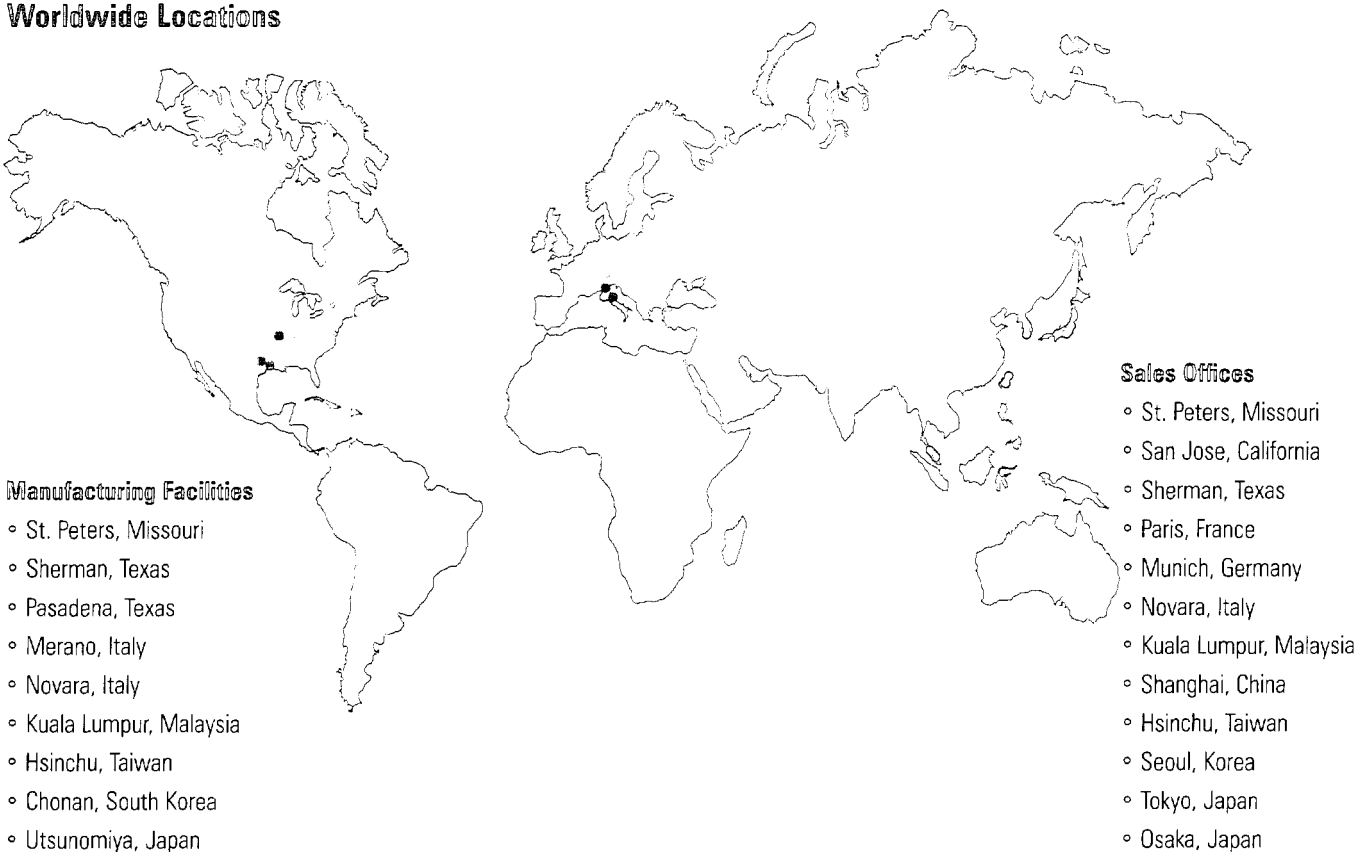 Worldwide Locations
Manufacturing Facilities
° St. Peters, Missouri
° Sherman, Texas
° Pasadena, Texas
° Merano, Italy
° Novara, Italy
° Kuala Lumpur, Malaysia
° Hsinchu, Taiwan
° Chonan, South Korea
° Utsunomiya, Japan
Sales Offices
° St. Peters, Missouri
° San Jose, California
° Sherman, Texas
° Paris, France
° Munich, Germany
° Novara, Italy
° Kuala Lumpur, Malaysia
° Shanghai, China
° Hsinchu, Taiwan
° Seoul, Korea
° Tokyo, Japan
° Osaka, Japan